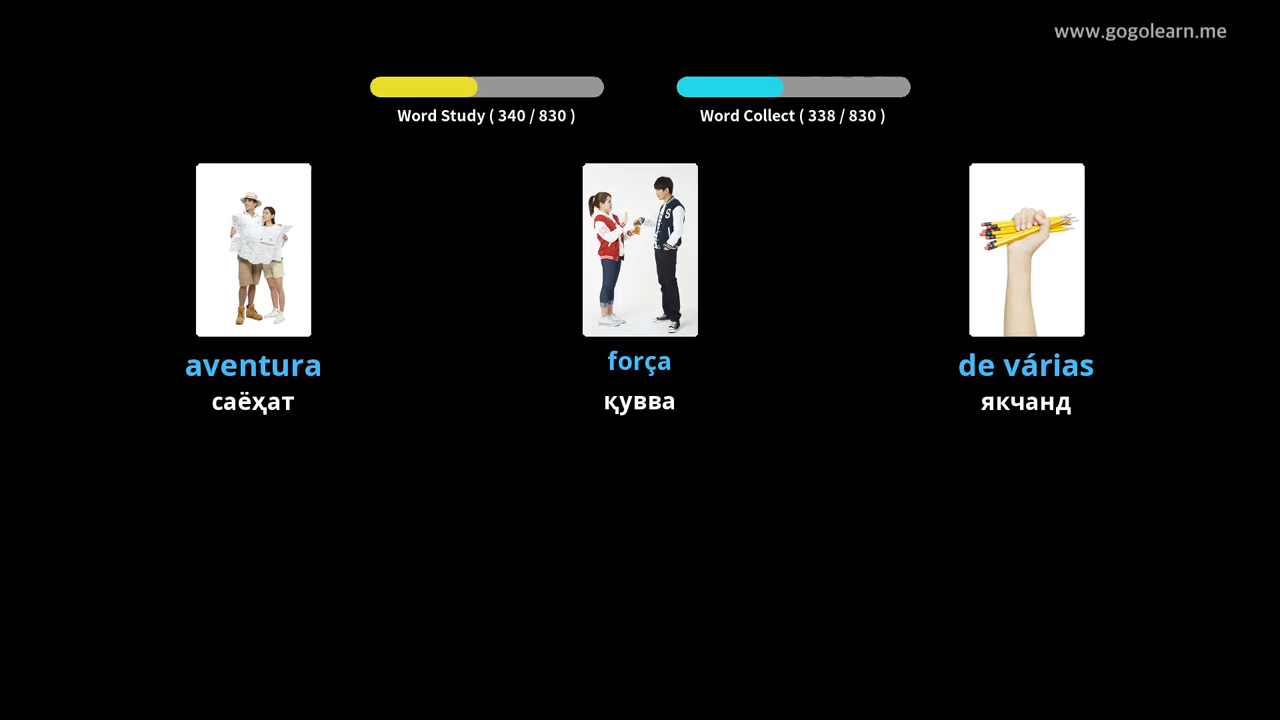 www.gogolearn.me
Word Study ( 340 / 830 )
Word Collect ( 338 / 830 )
aventura
саёҳат
força
қувва
de várias
якчанд